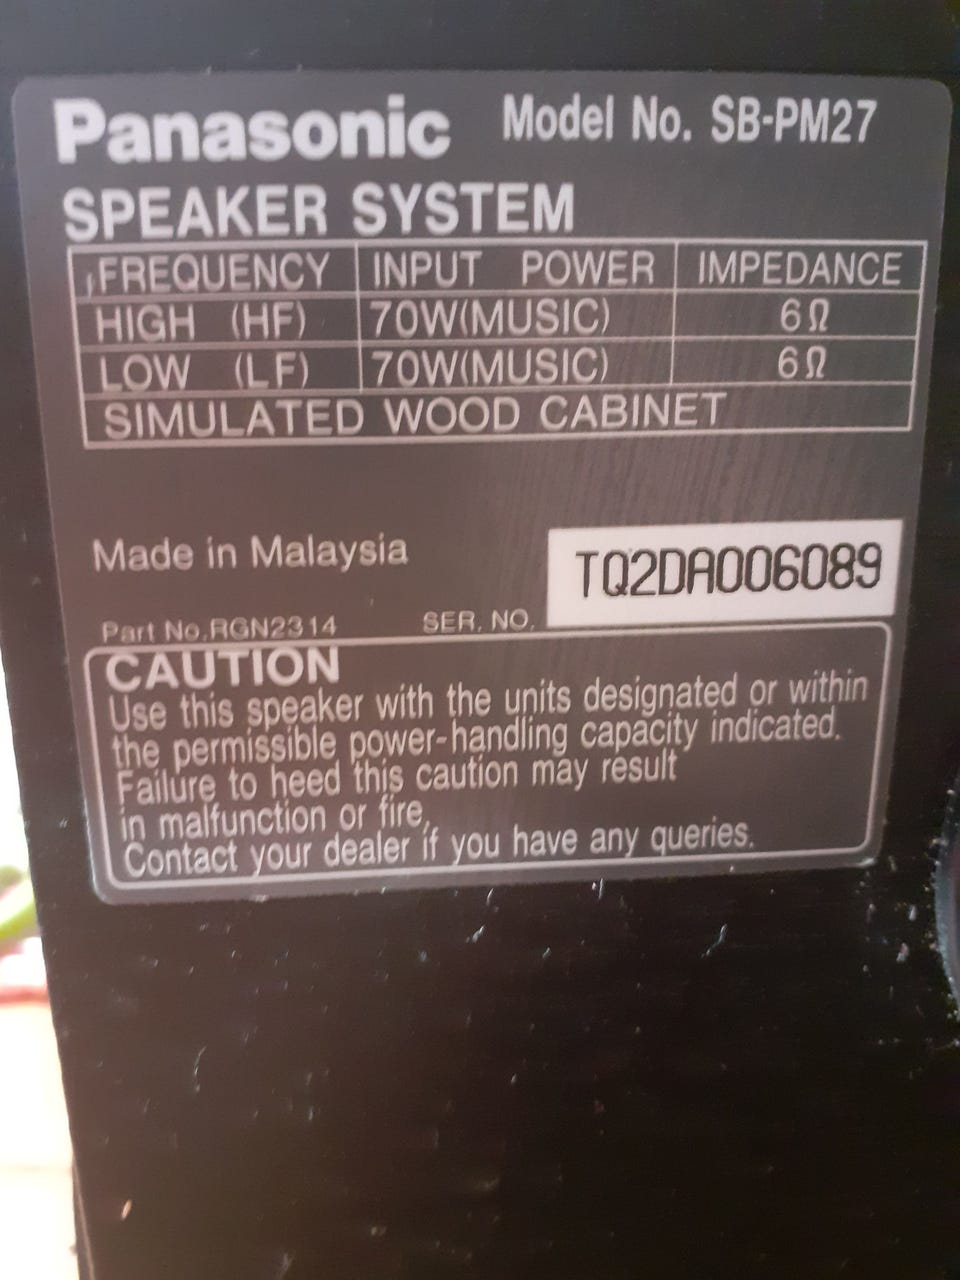 Panasonic Model No. SB-PM27
SPEAKER SYSTEM
FREQUENCY INPUT POWER IMPEDANCE
HIGH (HF) 70W(MUSIC) 6Ω
LOW (LF) 70W(MUSIC) 6Ω
SIMULATED WOOD CABINET
Made in Malaysia
TQ2DA006089
Part No.RGN2314 SER. NO.
CAUTION
Use this speaker with the units designated or within
the permissible power-handling capacity indicated.
Failure to heed this caution may result
in malfunction or fire.
Contact your dealer if you have any queries.